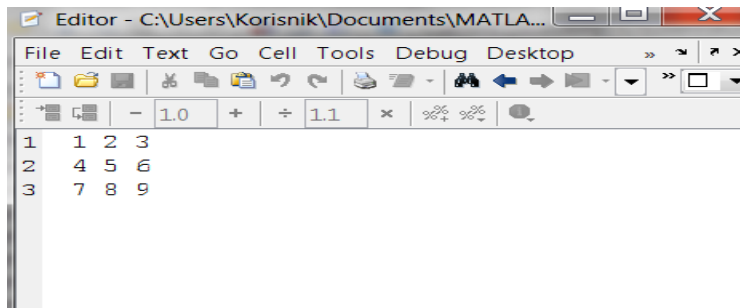 Editor - C:\Users\Korisnik\Documents\MATLA...
File Edit Text Go Cell Tools Debug Desktop »
»
- 1.0 + ÷ 1.1 ×
1 1 2 3
2 4 5 6
3 7 8 9